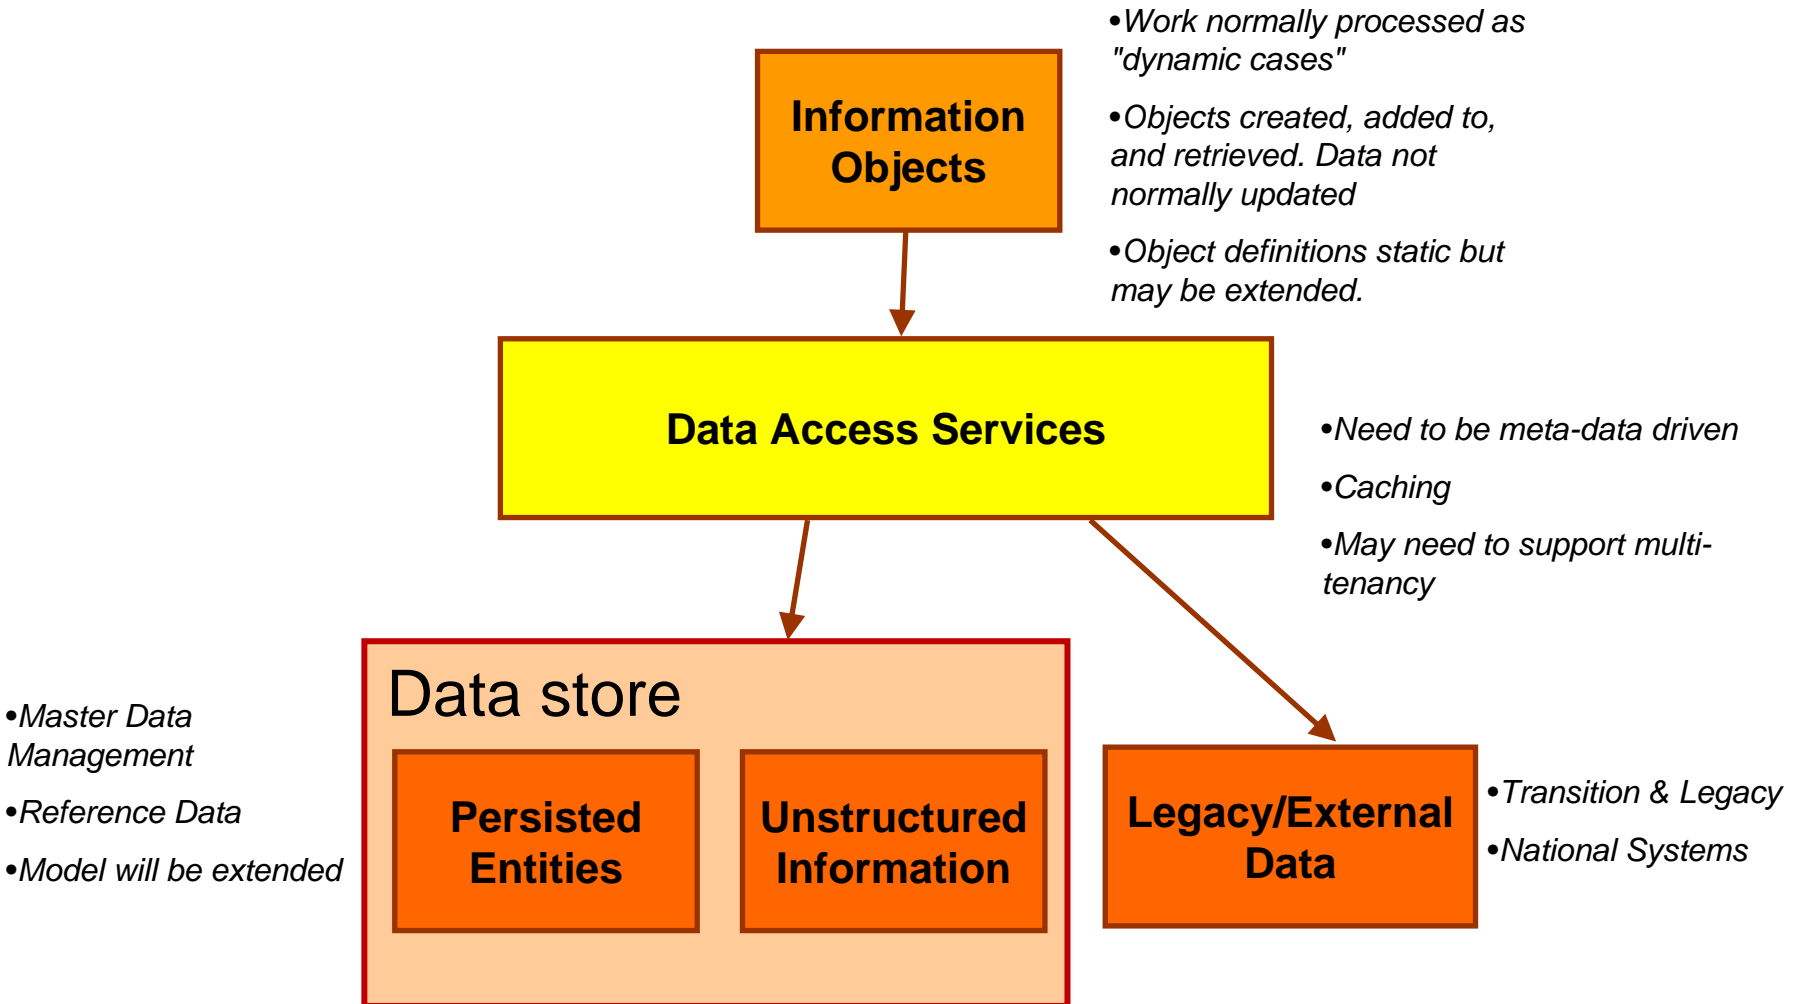 •Work normally processed as
"dynamic cases"
•Objects created, added to,
and retrieved. Data not
normally updated
•Object definitions static but
may be extended.
Information
Objects
Data Access Services
•Need to be meta-data driven
•Caching
•May need to support multi-
tenancy
Data store
•Master Data
Management
•Reference Data
•Model will be extended
Persisted
Entities
Unstructured
Information
Legacy/External
Data
•Transition & Legacy
•National Systems